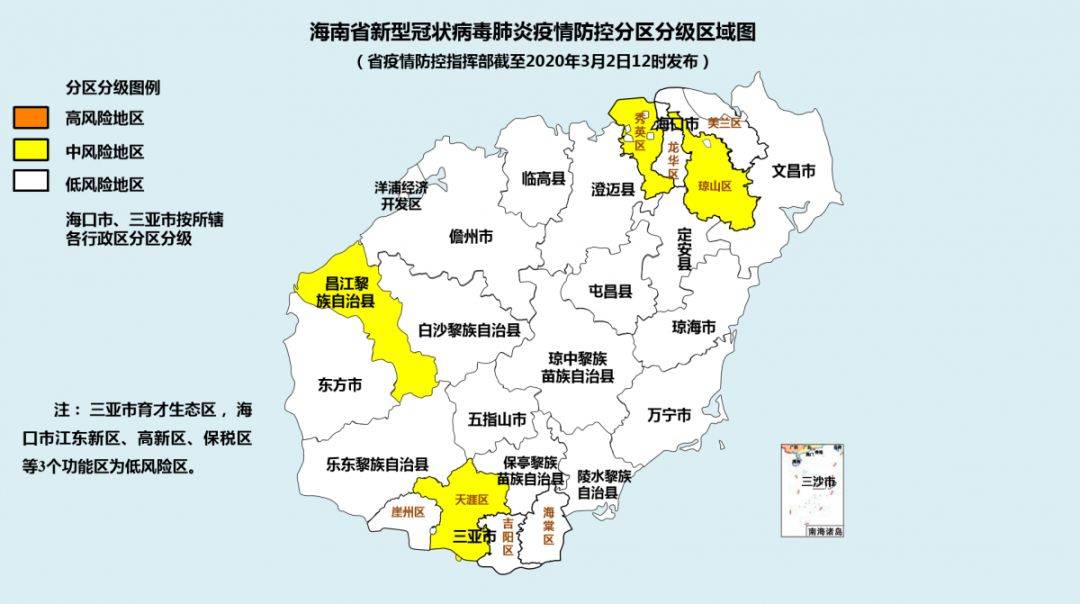 海南省新型冠状病毒肺炎疫情防控分区分级区域图
（省疫情防控指挥部截至2020年3月2日12时发布）
分区分级图例
高风险地区
中风险地区
低风险地区
海口市、三亚市按所辖
各行政区分区分级
注： 三亚市育才生态区， 海
口市江东新区、高新区、保税区
等3个功能区为低风险区。
秀英区
海口市
美兰区
龙华区
琼山区
文昌市
临高县
澄迈县
洋浦经济
开发区
儋州市
定安县
昌江黎
族自治县
屯昌县
白沙黎族自治县
琼海市
东方市
琼中黎族
苗族自治县
五指山市
万宁市
乐东黎族自治县
保亭黎族
苗族自治县
陵水黎族
自治县
天涯区
崖州区
三亚市
吉阳区
海棠区
三沙市
南海诸岛